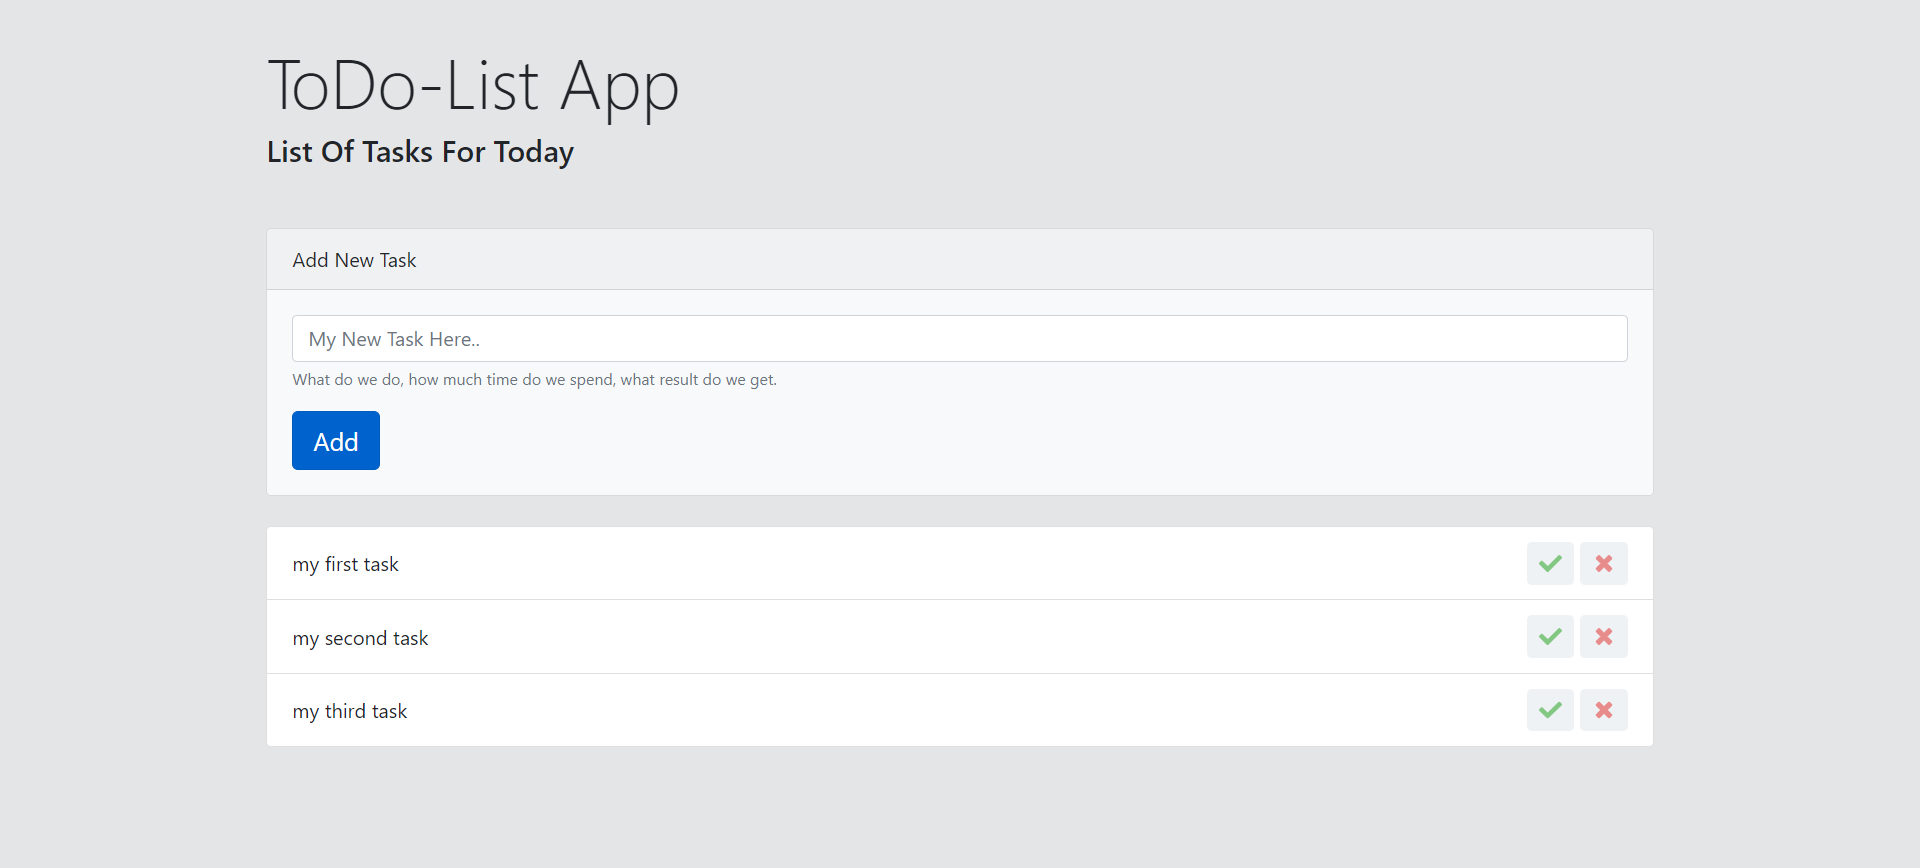 ToDo-List App
List Of Tasks For Today
Add New Task
My New Task Here..
What do we do, how much time do we spend, what result do we get.
Add
my first task
my second task
my third task